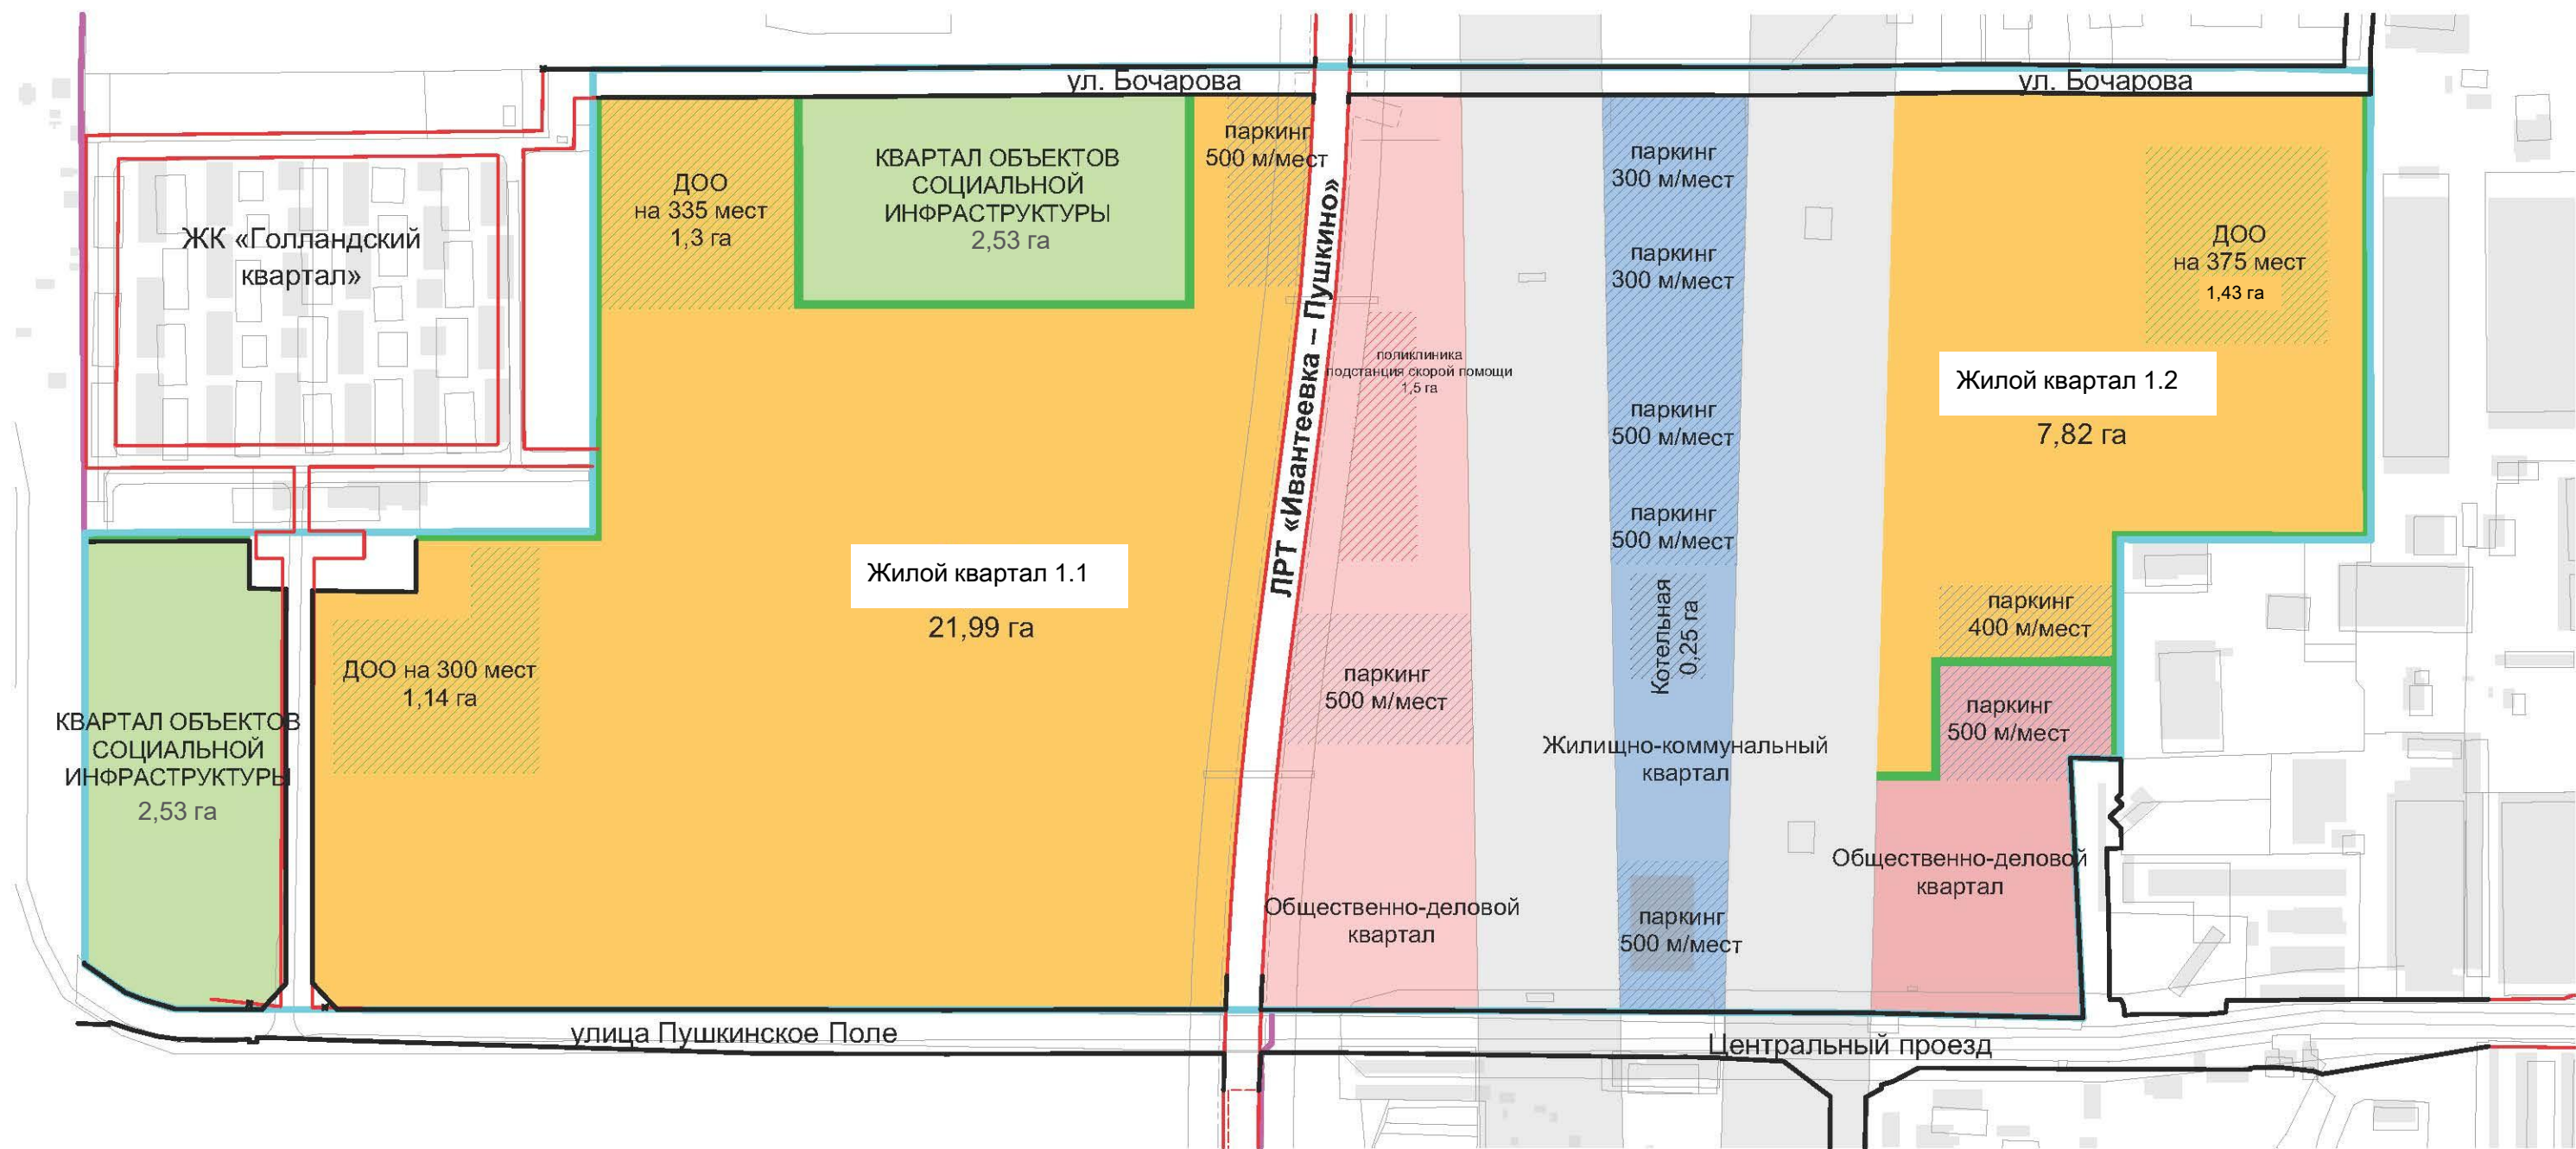 ул. Бочарова
ул. Бочарова
ЖК «Голландский
квартал»
ДОО
на 335 мест
1,3 га
КВАРТАЛ ОБЪЕКТОВ
СОЦИАЛЬНОЙ
ИНФРАСТРУКТУРЫ
2,53 га
паркинг
500 м/мест
ЛРТ «Ивантеевка – Пушкино»
поликлиника
подстанция скорой помощи
1,5 га
паркинг
300 м/мест
паркинг
300 м/мест
паркинг
500 м/мест
паркинг
500 м/мест
Котельная
0,25 га
ДОО
на 375 мест
1,43 га
Жилой квартал 1.2
7,82 га
Жилой квартал 1.1
21,99 га
ДОО на 300 мест
1,14 га
КВАРТАЛ ОБЪЕКТОВ
СОЦИАЛЬНОЙ
ИНФРАСТРУКТУРЫ
2,53 га
паркинг
500 м/мест
паркинг
400 м/мест
паркинг
500 м/мест
Жилищно-коммунальный
квартал
Общественно-деловой
квартал
Общественно-деловой
квартал
паркинг
500 м/мест
улица Пушкинское Поле
Центральный проезд